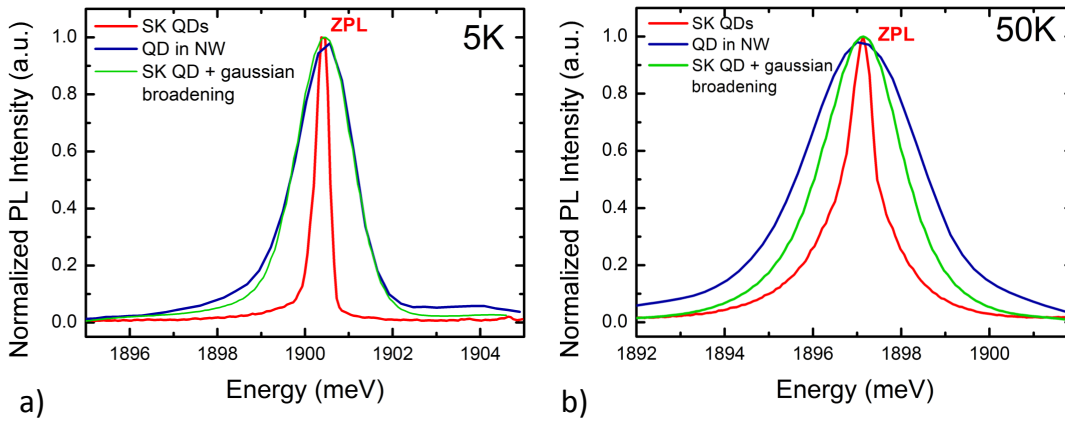 SK QDs
QD in NW
SK QD + gaussian
broadening
ZPL
5K
Normalized PL Intensity (a.u.)
1.0
0.8
0.6
0.4
0.2
0.0
1896
1898
1900
1902
1904
Energy (meV)
a)
SK QDs
QD in NW
SK QD + gaussian
broadening
ZPL
50K
Normalized PL Intensity (a.u.)
1.0
0.8
0.6
0.4
0.2
0.0
1892
1894
1896
1898
1900
Energy (meV)
b)